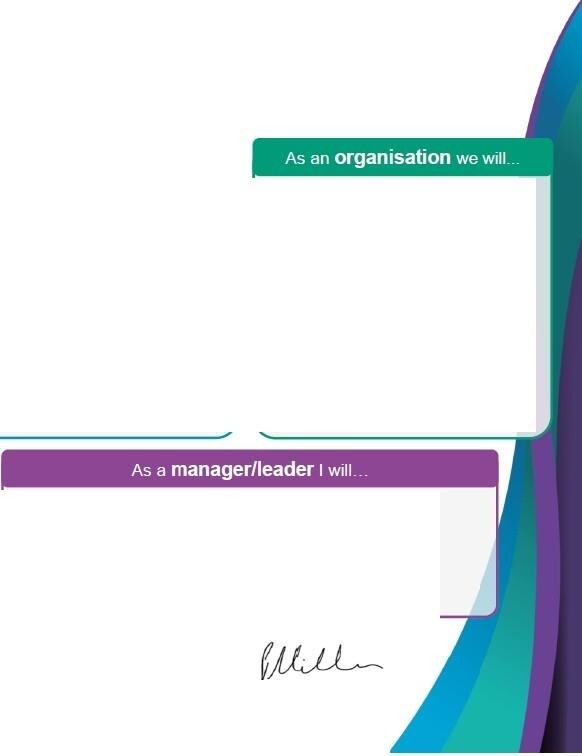 As an organisation we will...
As a manager/leader I will…